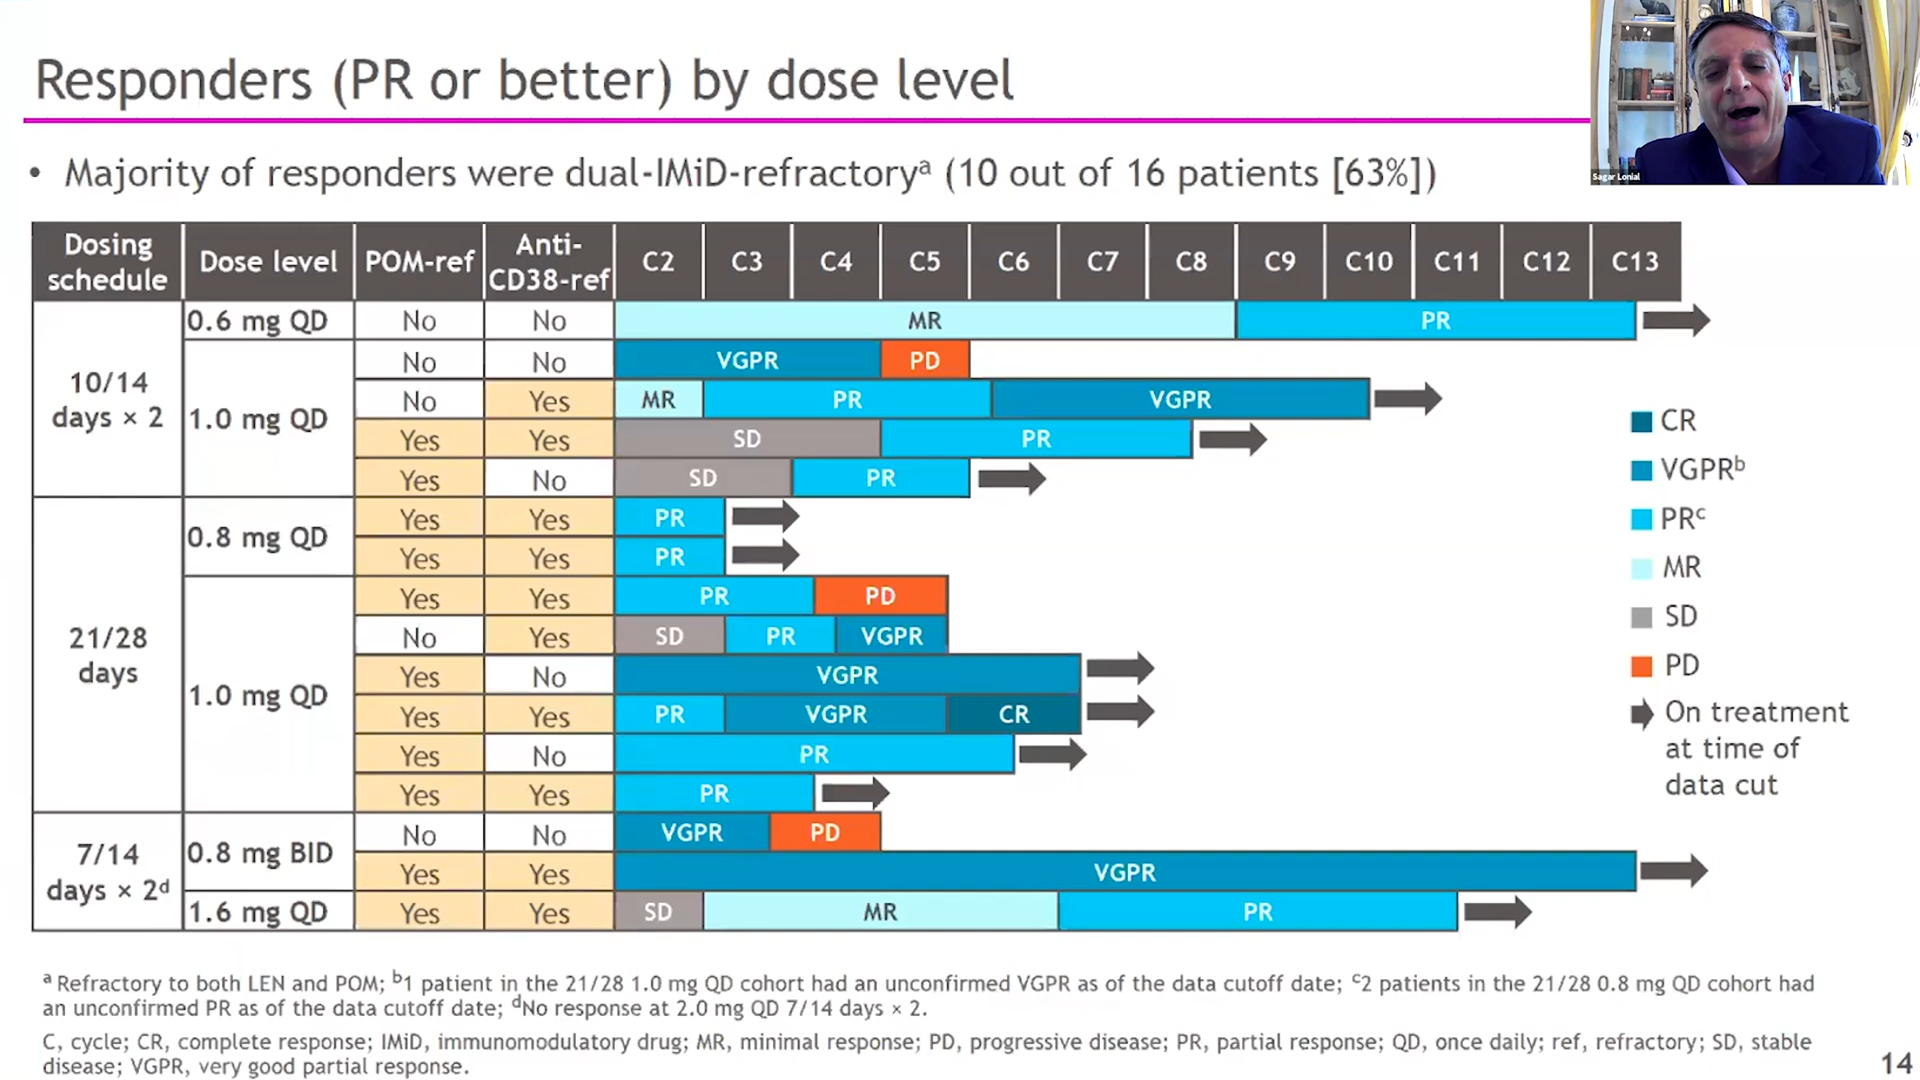 Responders (PR or better) by dose level
Sagar Lonial
• Majority of responders were dual-IMiD-refractoryᵃ (10 out of 16 patients [63%])
Dosing schedule Dose level POM-ref Anti-CD38-ref C2 C3 C4 C5 C6 C7 C8 C9 C10 C11 C12 C13
10/14 days × 2
0.6 mg QD No No MR PR
1.0 mg QD
No No VGPR PD
No Yes MR PR VGPR
Yes Yes SD PR
Yes No SD PR
21/28 days
0.8 mg QD
Yes Yes PR
Yes Yes PR
1.0 mg QD
Yes Yes PR PD
No Yes SD PR VGPR
Yes No VGPR
Yes Yes PR VGPR CR
Yes No PR
Yes Yes PR
7/14 days × 2ᵈ
0.8 mg BID
No No VGPR PD
Yes Yes VGPR
1.6 mg QD Yes Yes SD MR PR
CR
VGPRᵇ
PRᶜ
MR
SD
PD
On treatment
at time of
data cut
ᵃ Refractory to both LEN and POM; ᵇ1 patient in the 21/28 1.0 mg QD cohort had an unconfirmed VGPR as of the data cutoff date; ᶜ2 patients in the 21/28 0.8 mg QD cohort had
an unconfirmed PR as of the data cutoff date; ᵈNo response at 2.0 mg QD 7/14 days × 2.
C, cycle; CR, complete response; IMiD, immunomodulatory drug; MR, minimal response; PD, progressive disease; PR, partial response; QD, once daily; ref, refractory; SD, stable
disease; VGPR, very good partial response.
14